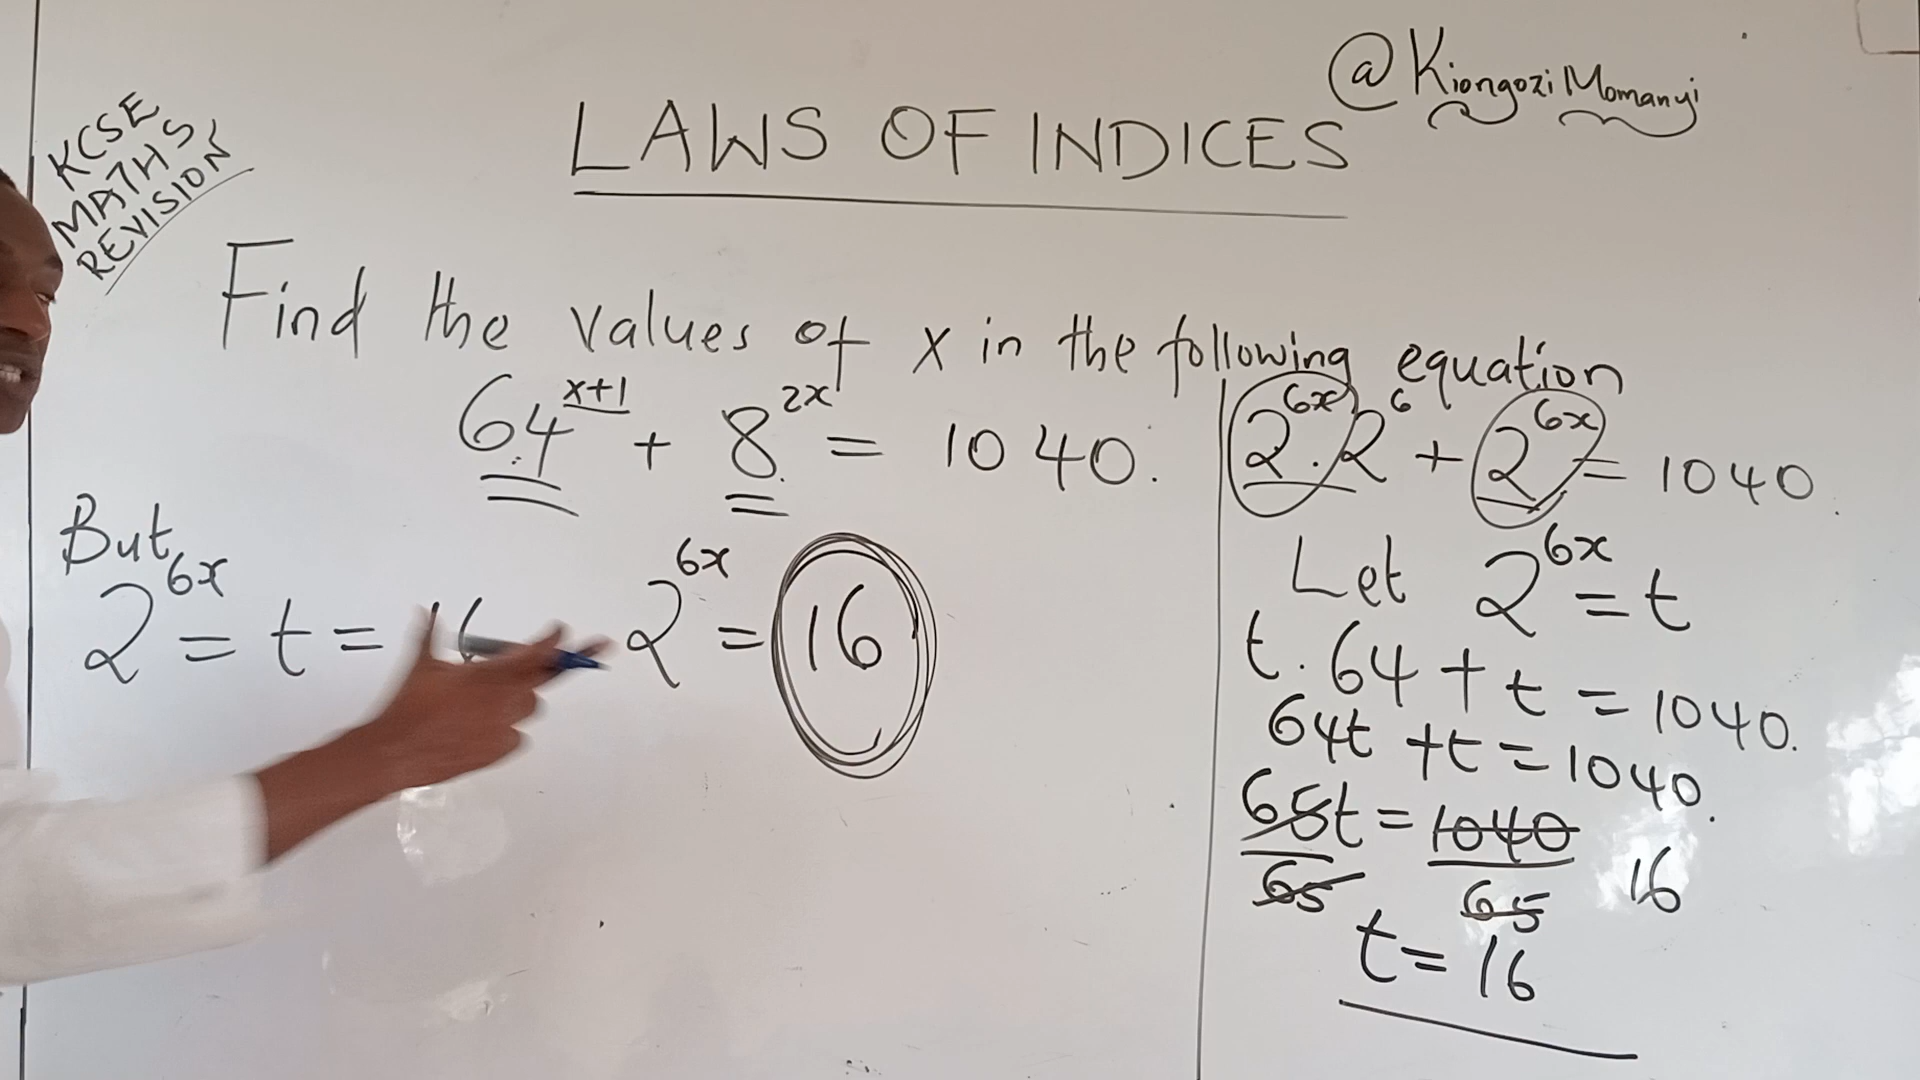 @KiongoziMomanyi
KCSE
MATHS
REVISION
LAWS OF INDICES
Find the values of x in the following equation
64^{x+1} + 8^{2x} = 1040.
2^{6x}.2^6 + 2^{6x} = 1040.
Let 2^{6x} = t
t.64 + t = 1040.
64t + t = 1040.
65t = 1040
65 65 16
t = 16
But
2^{6x} = t = 16 2^{6x} = 16